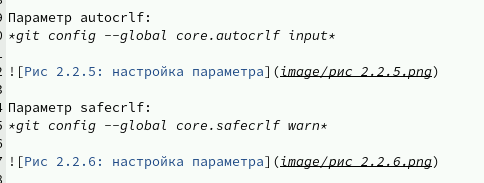 Параметр autocrlf:
*git config --global core.autocrlf input*
![Рис 2.2.5: настройка параметра](image/рис 2.2.5.png)
Параметр safecrlf:
*git config --global core.safecrlf warn*
![Рис 2.2.6: настройка параметра](image/рис 2.2.6.png)